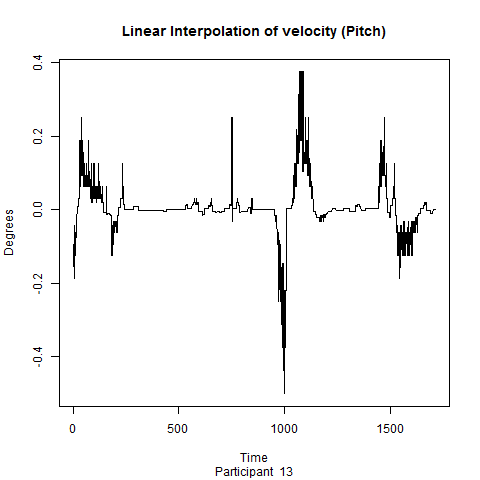 Linear Interpolation of velocity (Pitch)
0.4
0.2
0.0
-0.2
-0.4
Degrees
0 500 1000 1500
Time
Participant 13